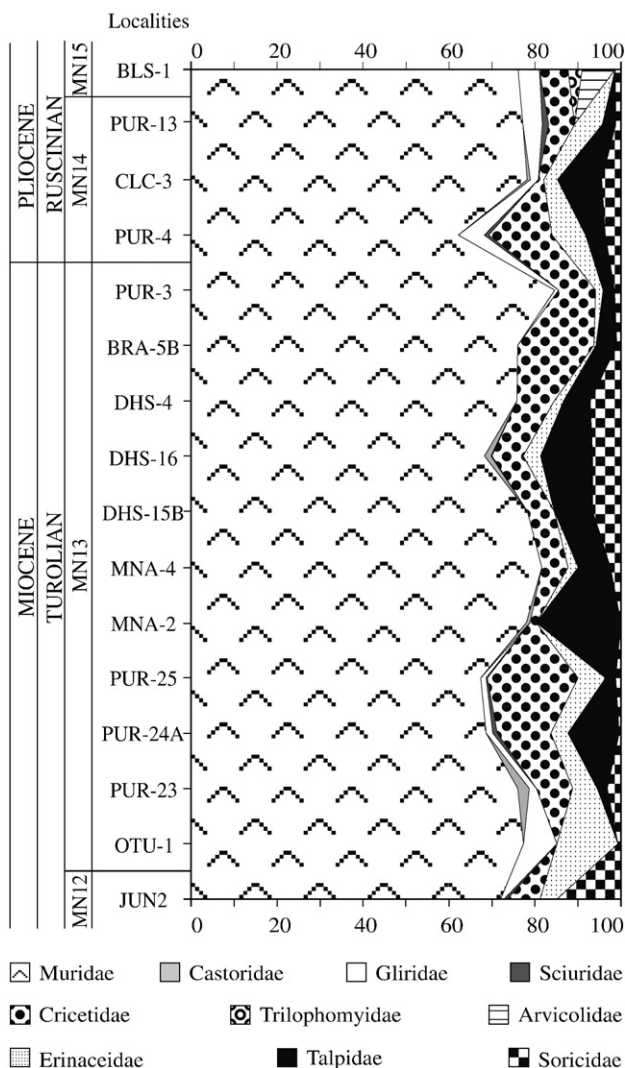 Localities
0 20 40 60 80 100
PLIOCENE
MIOCENE
RUSCINIAN
TUROLIAN
MN15
MN14
MN13
MN12
BLS-1
PUR-13
CLC-3
PUR-4
PUR-3
BRA-5B
DHS-4
DHS-16
DHS-15B
MNA-4
MNA-2
PUR-25
PUR-24A
PUR-23
OTU-1
JUN2
0 20 40 60 80 100
Muridae Castoridae Gliridae Sciuridae
Cricetidae Trilophomyidae Arvicolidae
Erinaceidae Talpidae Soricidae